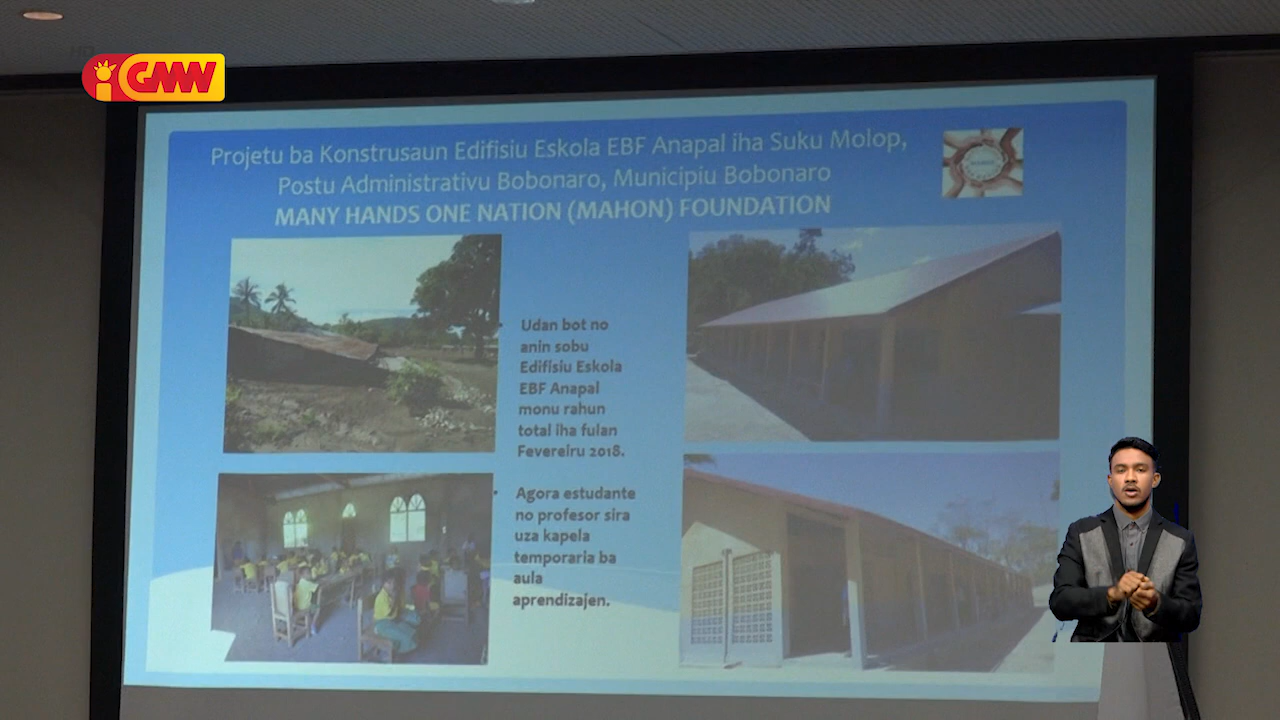 GMN
Projetu ba Konstrusaun Edifisiu Eskola EBF Anapal iha Suku Molop,
Postu Administrativu Bobonaro, Municipiu Bobonaro
MANY HANDS ONE NATION (MAHON) FOUNDATION
Udan bot no
anin sobu
Edifisiu Eskola
EBF Anapal
monu rahun
total iha fulan
Fevereiru 2018.
Agora estudante
no profesor sira
uza kapela
temporaria ba
aula
aprendizajen.